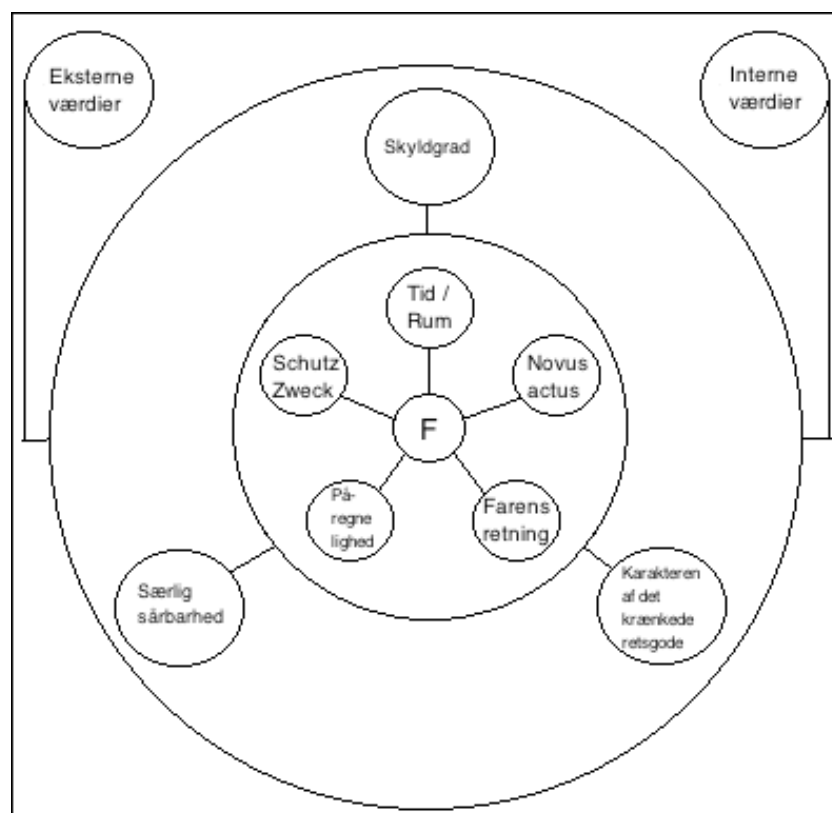 Eksterne
værdier
Interne
værdier
Skyldgrad
Tid /
Rum
Schutz
Zweck
Novus
actus
F
På-
regne
lighed
Farens
retning
Særlig
sårbarhed
Karakteren
af det
krænkede
retsgode